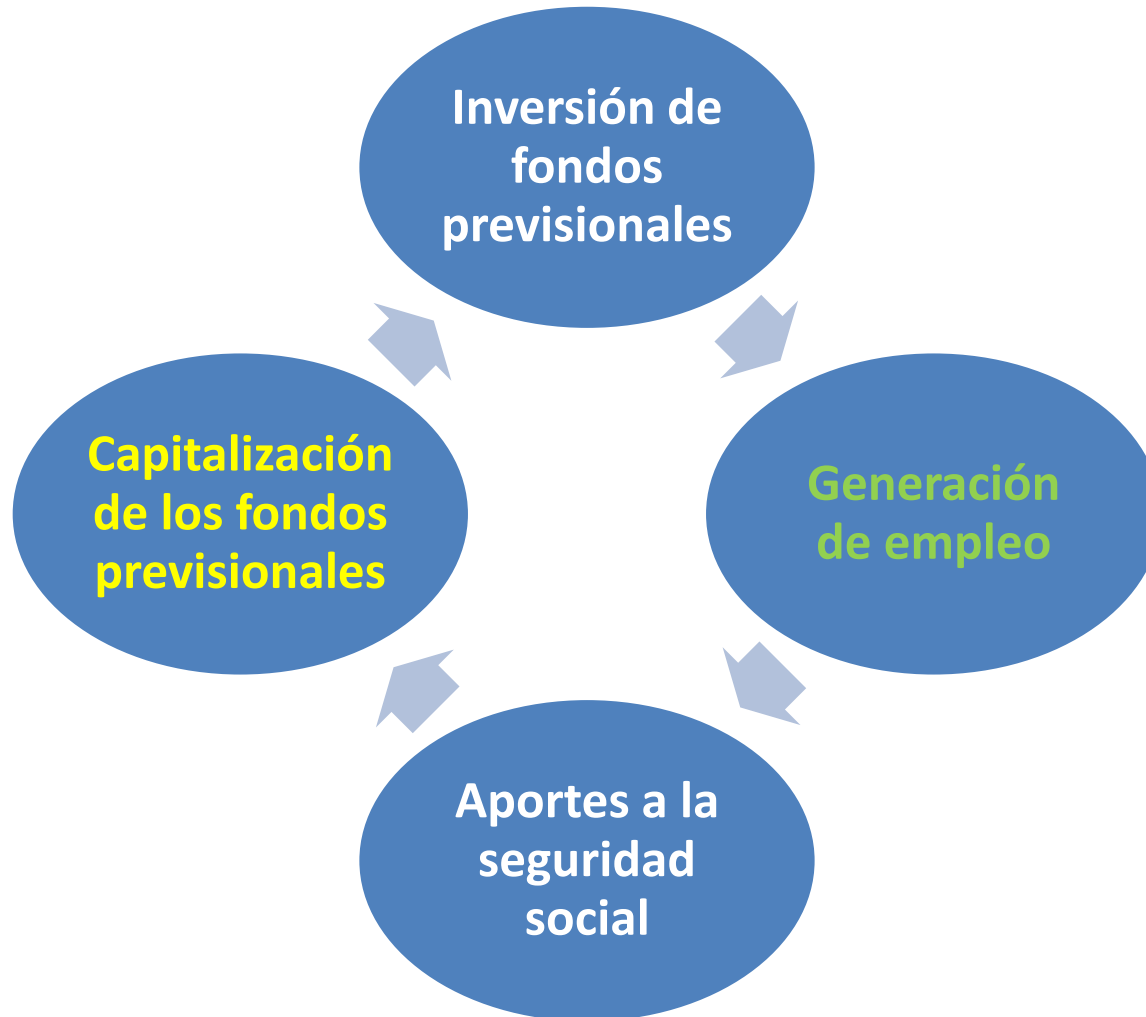 Inversión de
fondos
previsionales
Capitalización
de los fondos
previsionales
Generación
de empleo
Aportes a la
seguridad
social